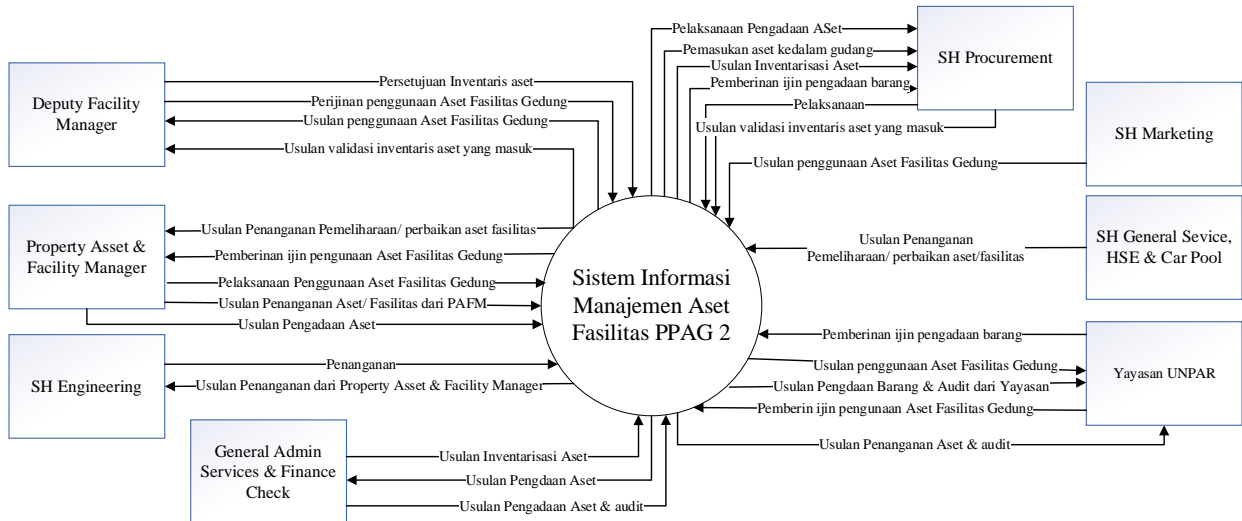 Pelaksanaan Pengadaan ASet
Pemasukan aset kedalam gudang
Usulan Inventarisasi Aset
Pemberinan ijin pengadaan barang
Pelaksanaan
Usulan validasi inventaris aset yang masuk
SH Procurement
Deputy Facility
Manager
Persetujuan Inventaris aset
Perijinan penggunaan Aset Fasilitas Gedung
Usulan penggunaan Aset Fasilitas Gedung
Usulan validasi inventaris aset yang masuk
SH Marketing
Usulan penggunaan Aset Fasilitas Gedung
Property Asset &
Facility Manager
Usulan Penanganan Pemeliharaan/ perbaikan aset fasilitas
Pemberinan ijin pengunaan Aset Fasilitas Gedung
Pelaksanaan Penggunaan Aset Fasilitas Gedung
Usulan Penanganan Aset/ Fasilitas dari PAFM
Usulan Pengadaan Aset
Sistem Informasi
Manajemen Aset
Fasilitas PPAG 2
Usulan Penanganan
Pemeliharaan/ perbaikan aset/fasilitas
SH General Sevice,
HSE & Car Pool
SH Engineering
Penanganan
Usulan Penanganan dari Property Asset & Facility Manager
Pemberinan ijin pengadaan barang
Usulan penggunaan Aset Fasilitas Gedung
Usulan Pengdaan Barang & Audit dari Yayasan
Pemberin ijin pengunaan Aset Fasilitas Gedung
Usulan Penanganan Aset & audit
Yayasan UNPAR
General Admin
Services & Finance
Check
Usulan Inventarisasi Aset
Usulan Pengdaan Aset
Usulan Pengadaan Aset & audit